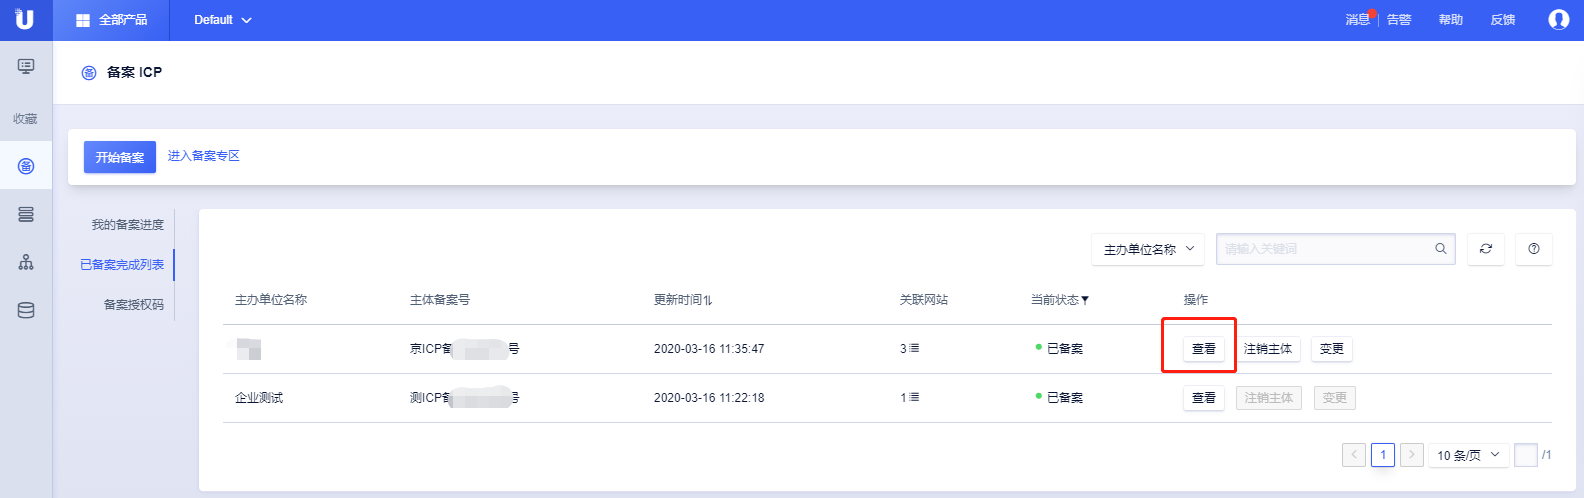 全部产品 Default 消息 告警 帮助 反馈
备 备案 ICP
收藏
开始备案 进入备案专区
备
我的备案进度
已备案完成列表
备案授权码
主办单位名称 请输入关键词
主办单位名称 主体备案号 更新时间 关联网站 当前状态 操作
京ICP备 号 2020-03-16 11:35:47 3 已备案 查看 注销主体 变更
企业测试 测ICP备 号 2020-03-16 11:22:18 1 已备案 查看 注销主体 变更
1 10 条/页 /1